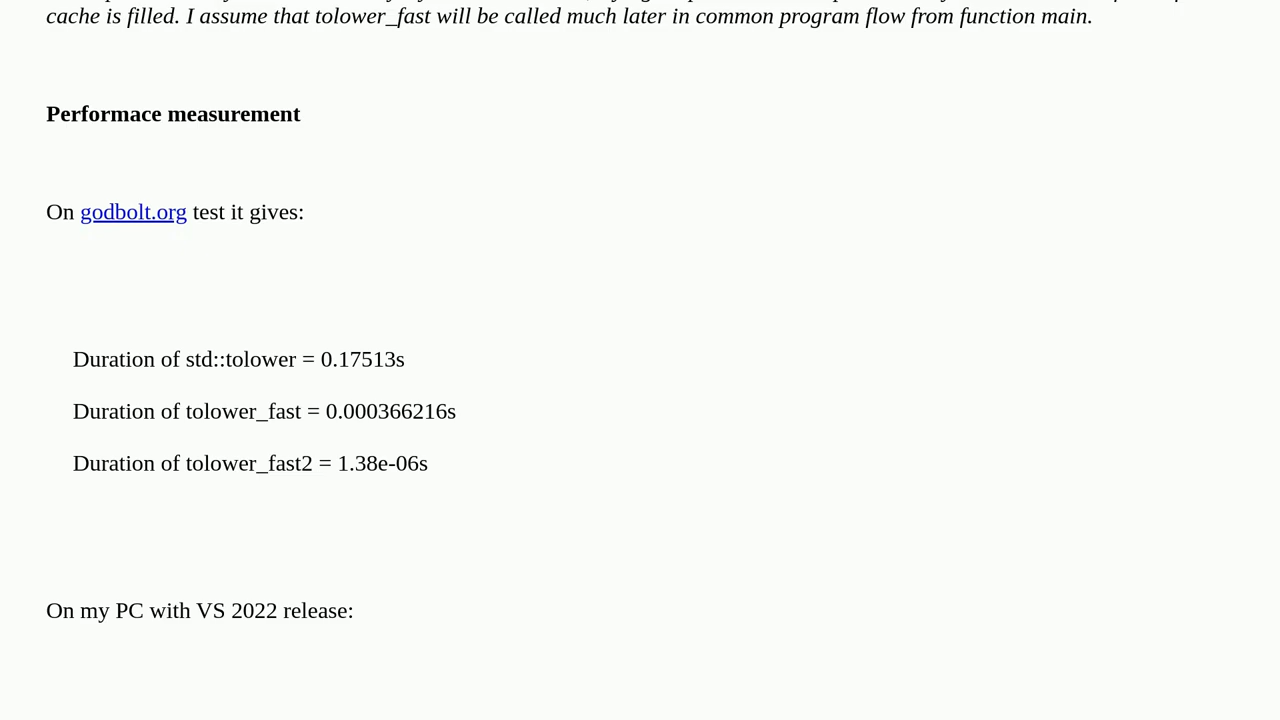 cache is filled. I assume that tolower_fast will be called much later in common program flow from function main.
Performace measurement
On godbolt.org test it gives:
Duration of std::tolower = 0.17513s
Duration of tolower_fast = 0.000366216s
Duration of tolower_fast2 = 1.38e-06s
On my PC with VS 2022 release: